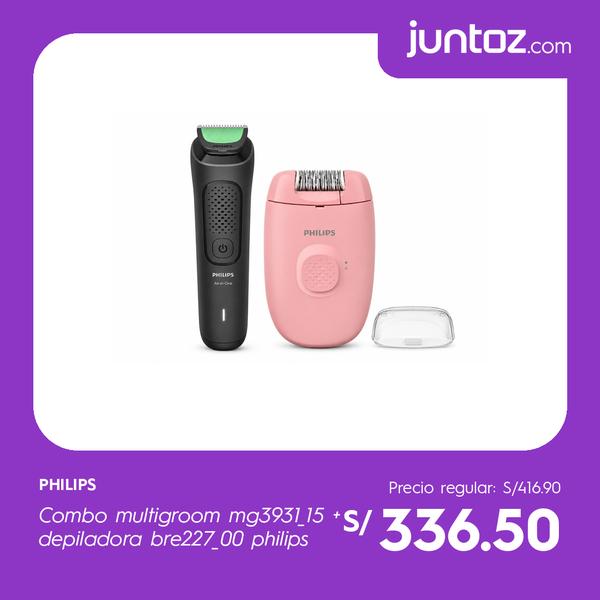 juntoz.com
PHILIPS
PHILIPS
All-in-One
PHILIPS
Precio regular: S/416.90
Combo multigroom mg3931_15 +
depiladora bre227_00 philips
S/ 336.50